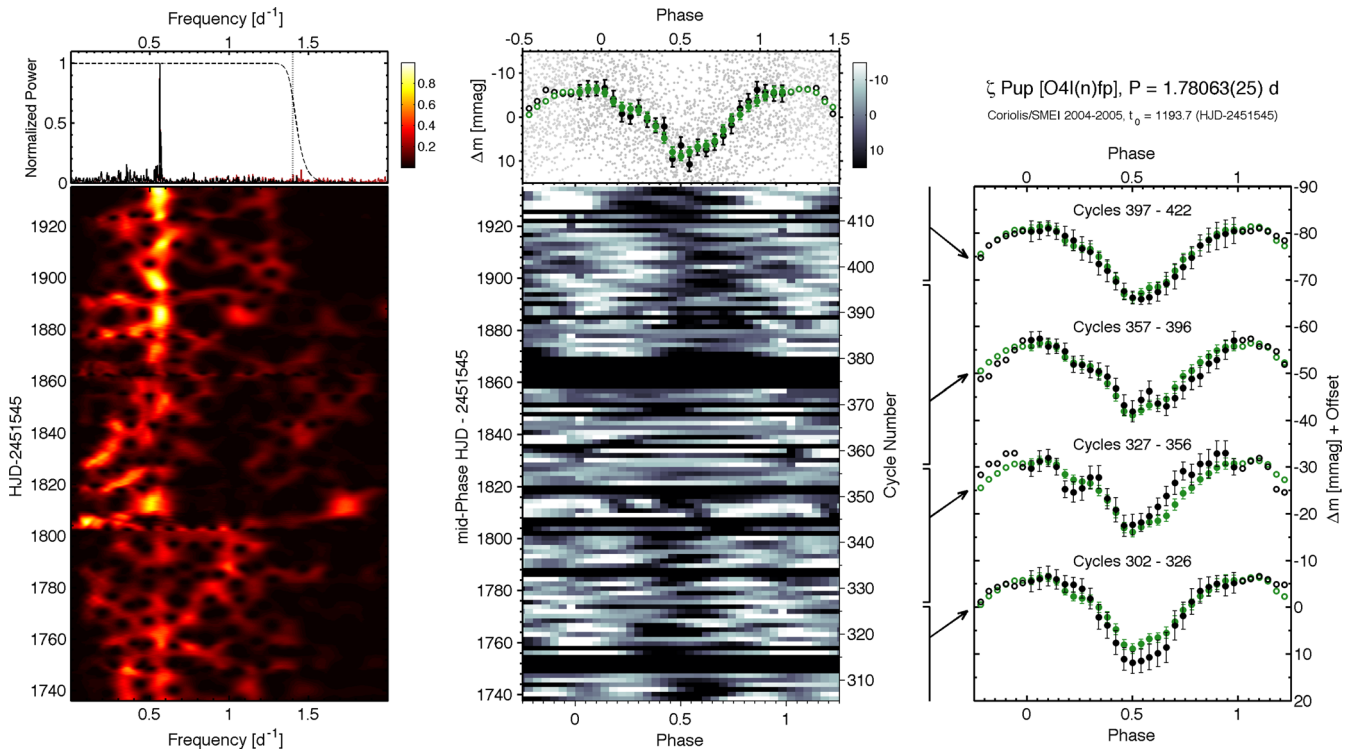 Frequency [d⁻¹]
0.5 1 1.5
Normalized Power
1
0.5
0
0.8
0.6
0.4
0.2
HJD-2451545
1920
1900
1880
1860
1840
1820
1800
1780
1760
1740
0.5 1 1.5
Frequency [d⁻¹]
Phase
-0.5 0 0.5 1 1.5
Δm [mmag]
-10
0
10
-10
0
10
mid-Phase HJD - 2451545
1920
1900
1880
1860
1840
1820
1800
1780
1760
1740
Cycle Number
410
400
390
380
370
360
350
340
330
320
310
0 0.5 1
Phase
ζ Pup [O4I(n)fp], P = 1.78063(25) d
Coriolis/SMEI 2004-2005, t₀ = 1193.7 (HJD-2451545)
Phase
0 0.5 1
Cycles 397 - 422
Cycles 357 - 396
Cycles 327 - 356
Cycles 302 - 326
-90
-80
-70
-60
-50
-40
-30
-20
-10
0
10
20
Δm [mmag] + Offset
0 0.5 1
Phase